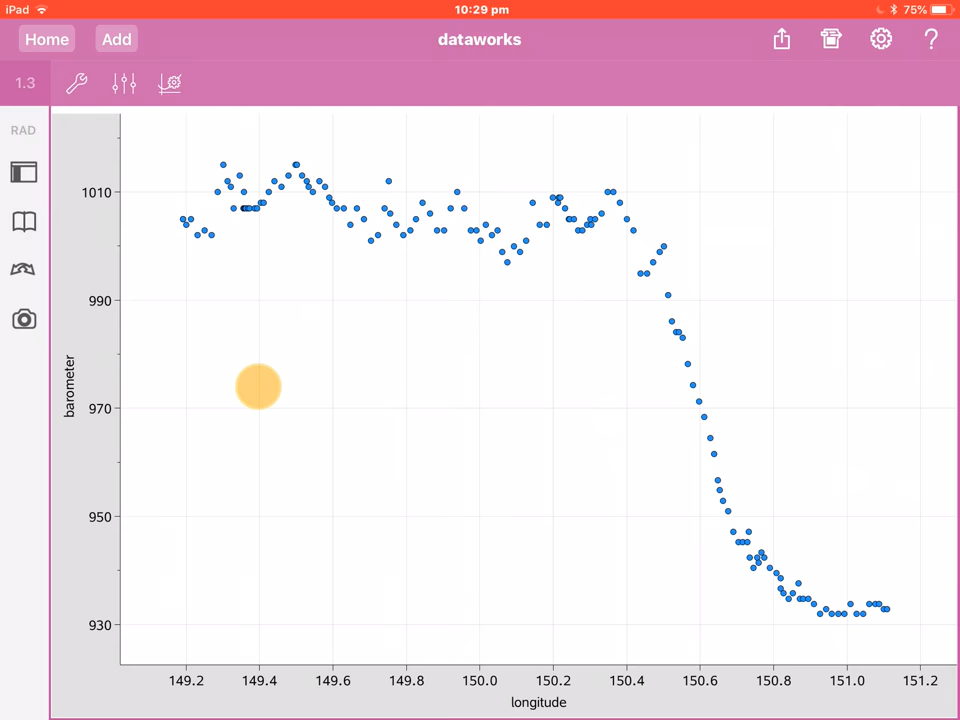 iPad 10:29 pm 75%
Home Add dataworks ?
1.3
RAD
1010
990
970
950
930
barometer
149.2 149.4 149.6 149.8 150.0 150.2 150.4 150.6 150.8 151.0 151.2
longitude